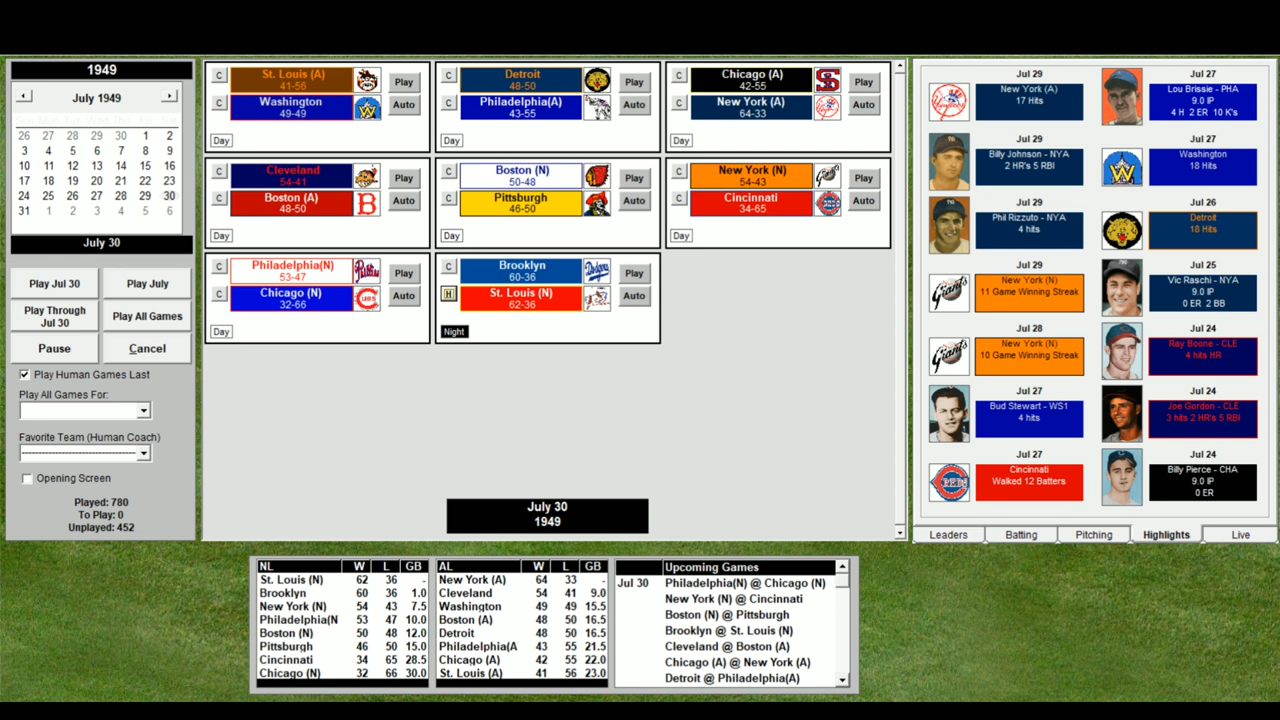 1949
July 1949
Sun Mon Tue Wed Thu Fri Sat
26 27 28 29 30 1 2
3 4 5 6 7 8 9
10 11 12 13 14 15 16
17 18 19 20 21 22 23
24 25 26 27 28 29 30
31 1 2 3 4 5 6
July 30
Play Jul 30
Play July
Play Through Jul 30
Play All Games
Pause
Cancel
Play Human Games Last
Play All Games For:
Favorite Team (Human Coach)
Opening Screen
Played: 780
To Play: 0
Unplayed: 452
C St. Louis (A) 41-56 Play
C Washington 49-49 Auto
Day
C Detroit 48-50 Play
C Philadelphia(A) 43-55 Auto
Day
C Chicago (A) 42-55 Play
C New York (A) 64-33 Auto
Day
C Cleveland 54-41 Play
C Boston (A) 48-50 Auto
Day
C Boston (N) 50-48 Play
C Pittsburgh 46-50 Auto
Day
C New York (N) 54-43 Play
C Cincinnati 34-65 Auto
Day
C Philadelphia(N) 53-47 Play
C Chicago (N) 32-66 Auto
Day
C Brooklyn 60-36 Play
H St. Louis (N) 62-36 Auto
Night
July 30
1949
Jul 29
New York (A)
17 Hits
Jul 27
Lou Brissie - PHA
9.0 IP
4 H 2 ER 10 K's
Jul 29
Billy Johnson - NYA
2 HR's 5 RBI
Jul 27
Washington
18 Hits
Jul 29
Phil Rizzuto - NYA
4 hits
Jul 26
Detroit
18 Hits
Jul 29
New York (N)
11 Game Winning Streak
Jul 25
Vic Raschi - NYA
9.0 IP
0 ER 2 BB
Jul 28
New York (N)
10 Game Winning Streak
Jul 24
Ray Boone - CLE
4 hits HR
Jul 27
Bud Stewart - WS1
4 hits
Jul 24
Joe Gordon - CLE
3 hits 2 HR's 5 RBI
Jul 27
Cincinnati
Walked 12 Batters
Jul 24
Billy Pierce - CHA
9.0 IP
0 ER
Leaders Batting Pitching Highlights Live
NL W L GB
St. Louis (N) 62 36 -
Brooklyn 60 36 1.0
New York (N) 54 43 7.5
Philadelphia(N 53 47 10.0
Boston (N) 50 48 12.0
Pittsburgh 46 50 15.0
Cincinnati 34 65 28.5
Chicago (N) 32 66 30.0
AL W L GB
New York (A) 64 33 -
Cleveland 54 41 9.0
Washington 49 49 15.5
Boston (A) 48 50 16.5
Detroit 48 50 16.5
Philadelphia(A 43 55 21.5
Chicago (A) 42 55 22.0
St. Louis (A) 41 56 23.0
Upcoming Games
Jul 30 Philadelphia(N) @ Chicago (N)
New York (N) @ Cincinnati
Boston (N) @ Pittsburgh
Brooklyn @ St. Louis (N)
Cleveland @ Boston (A)
Chicago (A) @ New York (A)
Detroit @ Philadelphia(A)